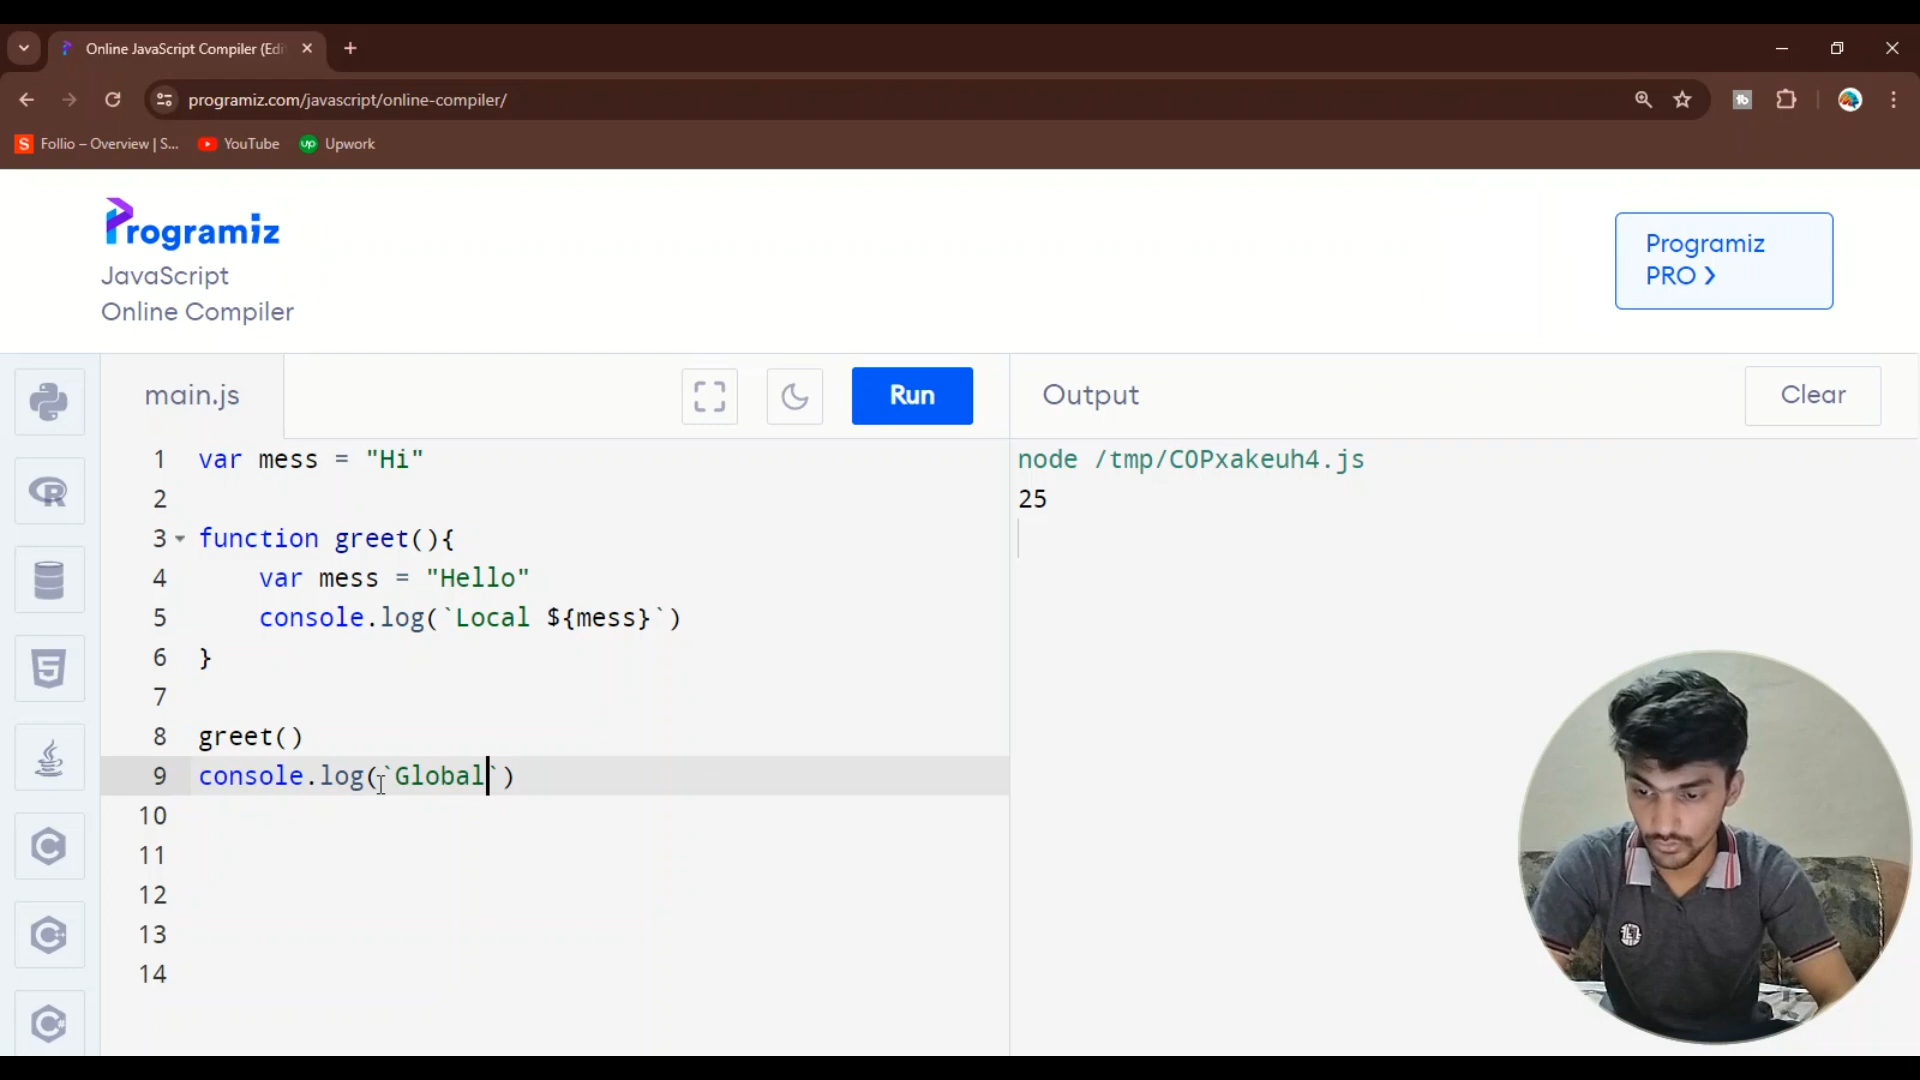 Online JavaScript Compiler (Edi
programiz.com/javascript/online-compiler/
Follio – Overview | S... YouTube Upwork
Programiz
JavaScript
Online Compiler
Programiz
PRO ❯
main.js
Run
Output
Clear
1 var mess = "Hi"
2
3 function greet(){
4 var mess = "Hello"
5 console.log(`Local ${mess}`)
6 }
7
8 greet()
9 console.log(`Global`)
10
11
12
13
14
node /tmp/C0Pxakeuh4.js
25